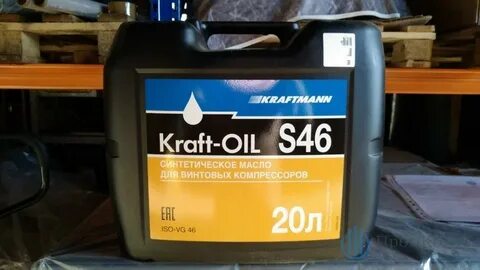 KRAFTMANN
Kraft-OIL S46
СИНТЕТИЧЕСКОЕ МАСЛО
ДЛЯ ВИНТОВЫХ КОМПРЕССОРОВ
EAC
ISO-VG 46
20л